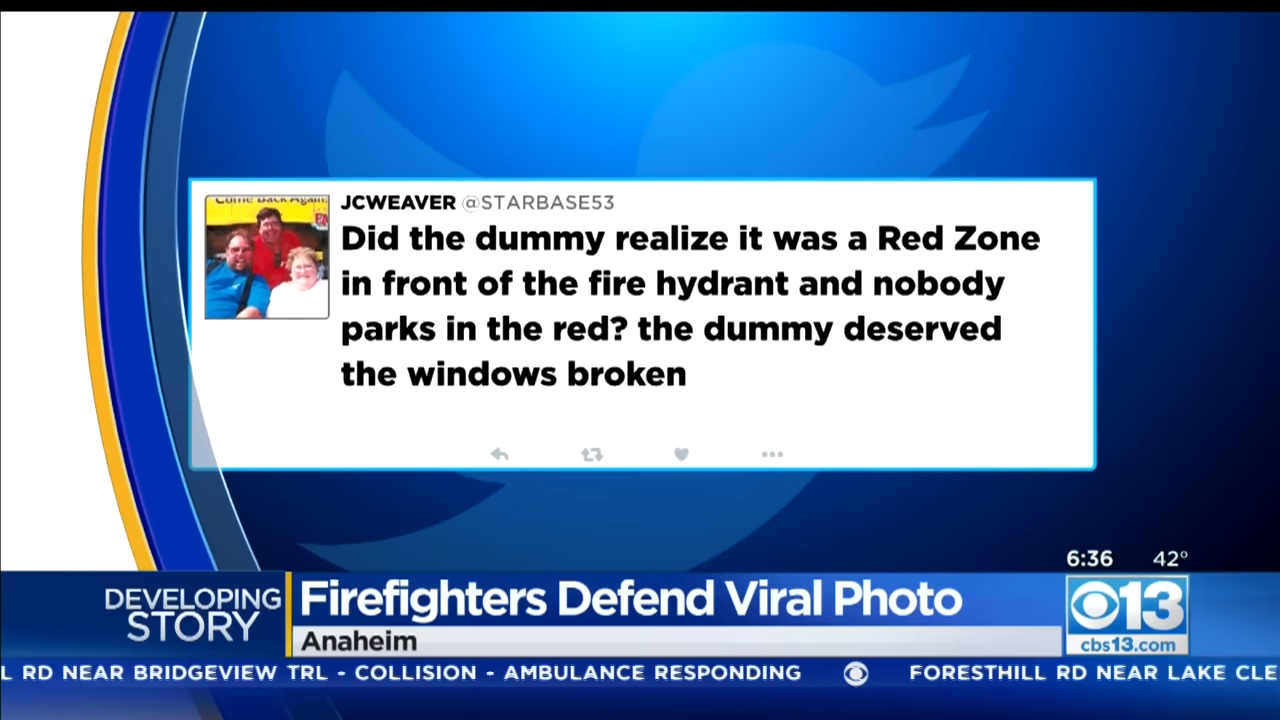 Come Back Again
JCWEAVER @STARBASE53
Did the dummy realize it was a Red Zone
in front of the fire hydrant and nobody
parks in the red? the dummy deserved
the windows broken
6:36 42°
DEVELOPING
STORY
Firefighters Defend Viral Photo
Anaheim
13
cbs13.com
L RD NEAR BRIDGEVIEW TRL - COLLISION - AMBULANCE RESPONDING FORESTHILL RD NEAR LAKE CLE